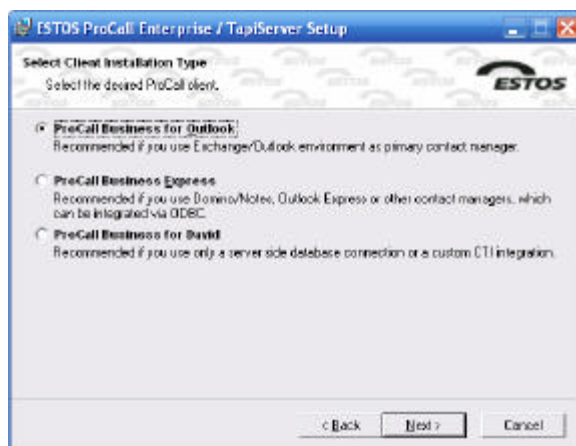 ESTOS ProCall Enterprise / TapiServer Setup
Select Client Installation Type
Select the desired ProCall client.
ESTOS
ProCall Business for Outlook
Recommended if you use Exchange/Outlook environment as primary contact manager.
ProCall Business Express
Recommended if you use Domino/Notes, Outlook Express or other contact managers, which
can be integrated via ODBC.
ProCall Business for David
Recommended if you use only a server side database connection or a custom CTI integration.
< Back
Next >
Cancel